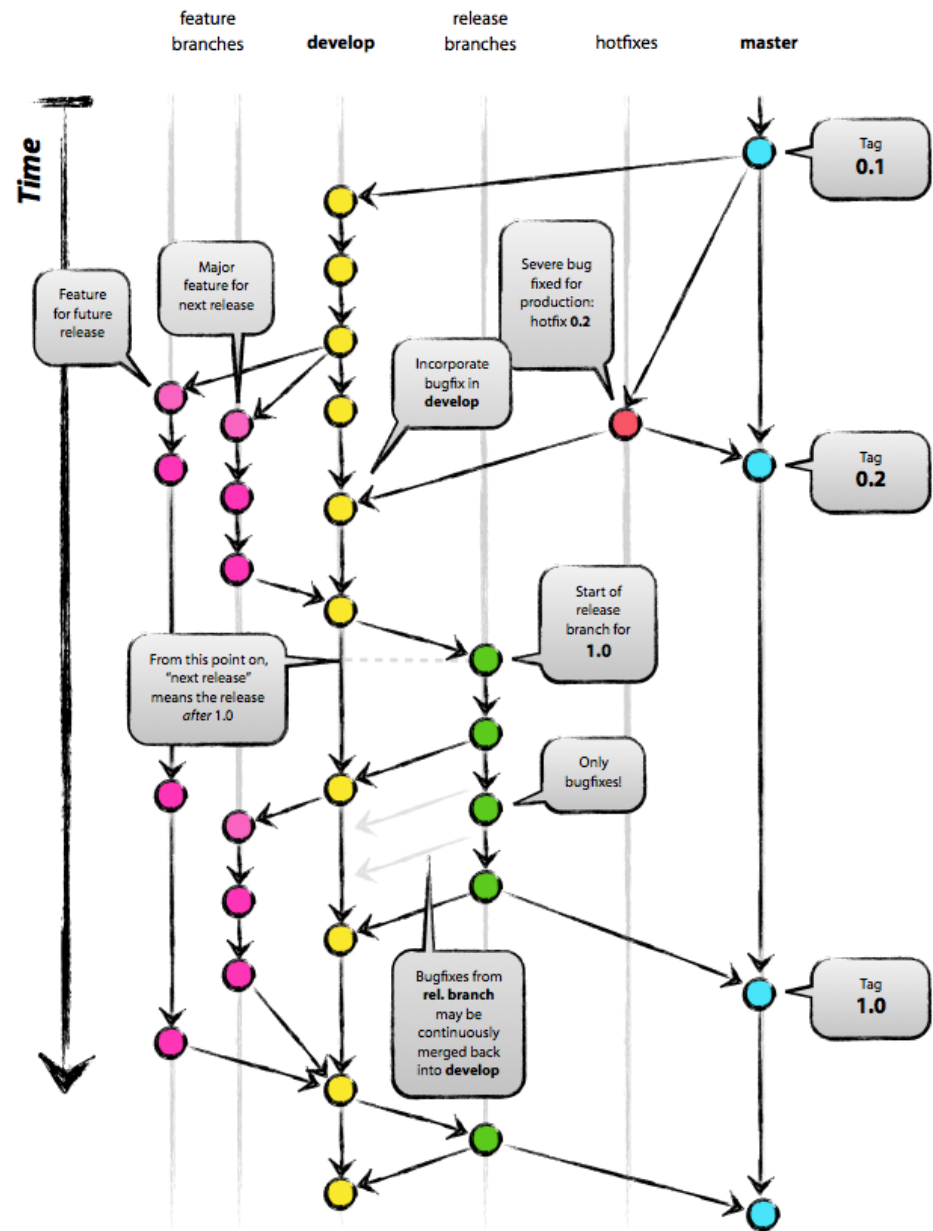 feature
branches
develop
release
branches
hotfixes
master
Time
Tag
0.1
Major
feature for
next release
Feature
for future
release
Severe bug
fixed for
production:
hotfix 0.2
Incorporate
bugfix in
develop
Tag
0.2
Start of
release
branch for
1.0
From this point on,
“next release”
means the release
after 1.0
Only
bugfixes!
Bugfixes from
rel. branch
may be
continuously
merged back
into develop
Tag
1.0